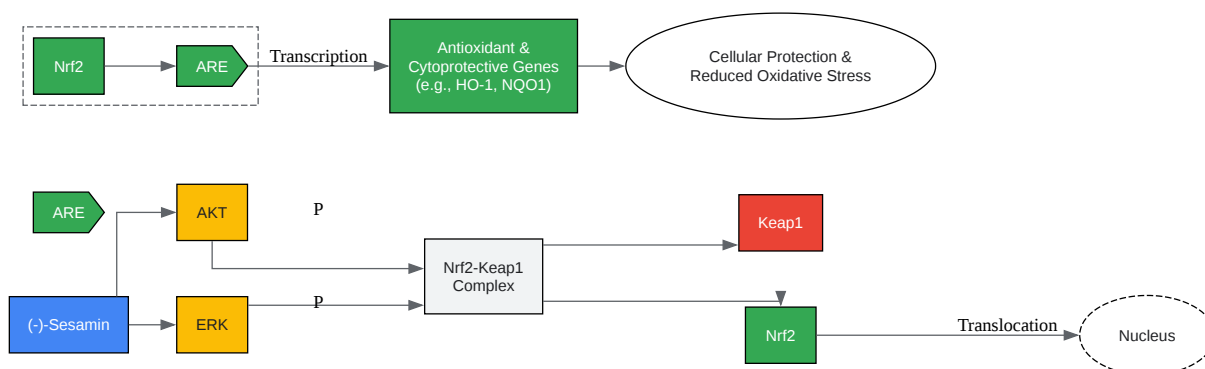 Nrf2
ARE
Transcription
Antioxidant &
Cytoprotective Genes
(e.g., HO-1, NQO1)
Cellular Protection &
Reduced Oxidative Stress
ARE
AKT
P
Keap1
Nrf2-Keap1
Complex
(-)-Sesamin
ERK
P
Nrf2
Translocation
Nucleus